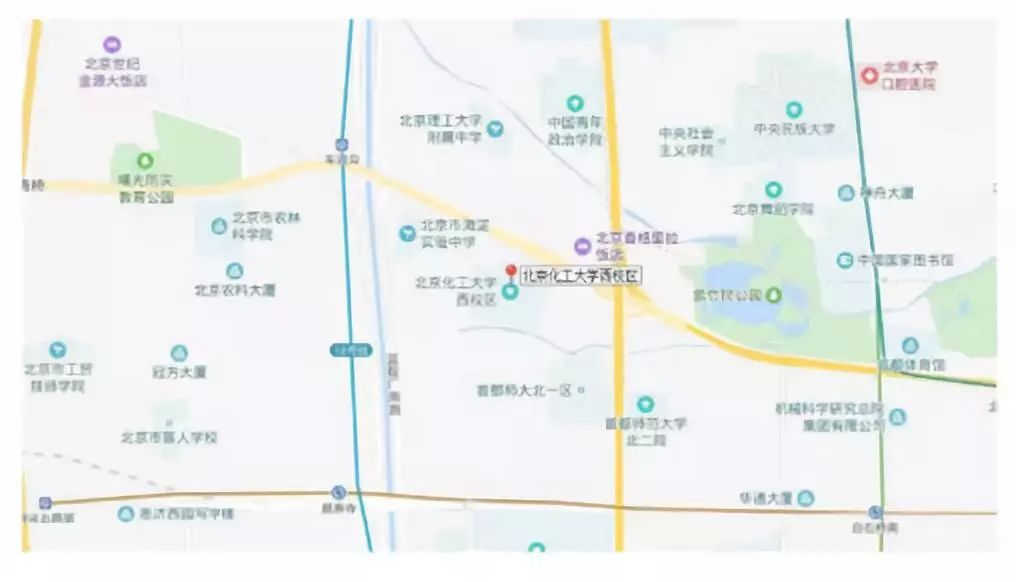 北京世纪
金源大饭店
北京大学
口腔医院
北京理工大学
附属中学
中国青年
政治学院
中央社会
主义学院
中央民族大学
车道沟
曙光防灾
教育公园
北京舞蹈学院
神舟大厦
北京市农林
科学院
北京市海淀
实验中学
北京香格里拉
饭店
中国国家图书馆
北京农科大厦
北京化工大学
西校区
北京化工大学西校区
紫竹院公园
北京市工贸
技师学院
冠方大厦
首都体育馆
首都师大北一区
首都师范大学
北二院
机械科学研究总院
集团有限公司
北京市盲人学校
慈寿寺
华通大厦
白石桥南